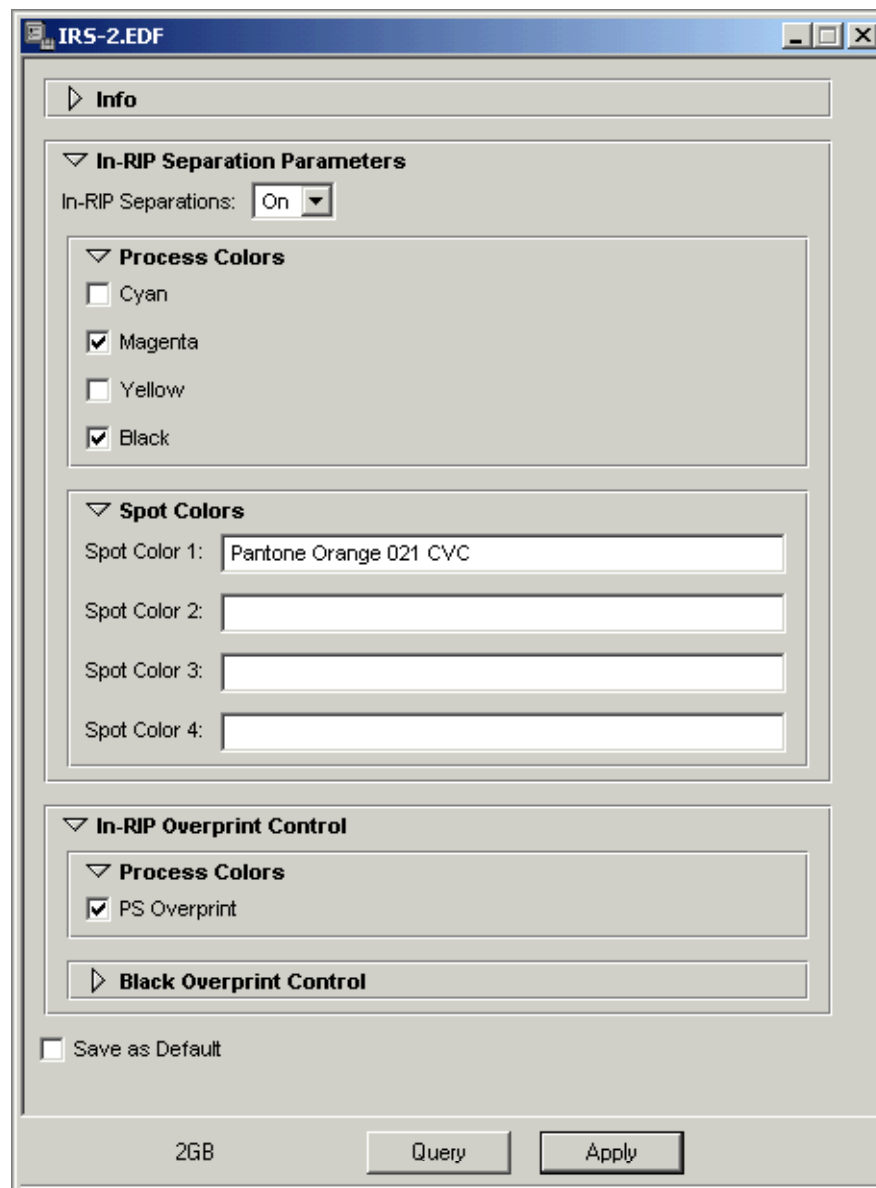 IRS-2.EDF
Info
In-RIP Separation Parameters
In-RIP Separations: On
Process Colors
Cyan
Magenta
Yellow
Black
Spot Colors
Spot Color 1: Pantone Orange 021 CVC
Spot Color 2:
Spot Color 3:
Spot Color 4:
In-RIP Overprint Control
Process Colors
PS Overprint
Black Overprint Control
Save as Default
2GB Query Apply